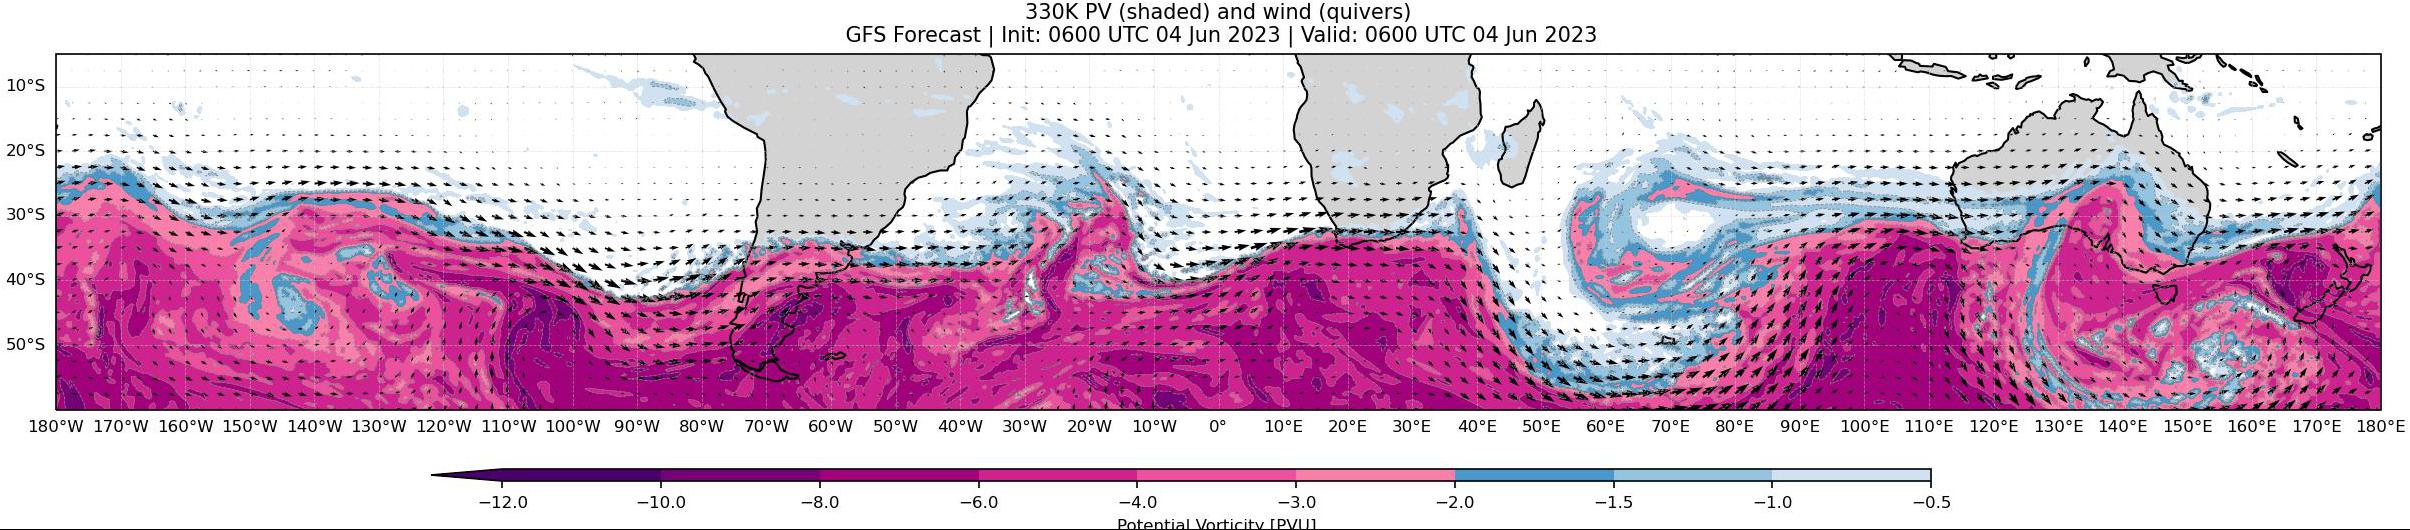 330K PV (shaded) and wind (quivers)
GFS Forecast | Init: 0600 UTC 04 Jun 2023 | Valid: 0600 UTC 04 Jun 2023
10°S
20°S
30°S
40°S
50°S
180°W 170°W 160°W 150°W 140°W 130°W 120°W 110°W 100°W 90°W 80°W 70°W 60°W 50°W 40°W 30°W 20°W 10°W 0° 10°E 20°E 30°E 40°E 50°E 60°E 70°E 80°E 90°E 100°E 110°E 120°E 130°E 140°E 150°E 160°E 170°E 180°E
−12.0 −10.0 −8.0 −6.0 −4.0 −3.0 −2.0 −1.5 −1.0 −0.5
Potential Vorticity [PVU]